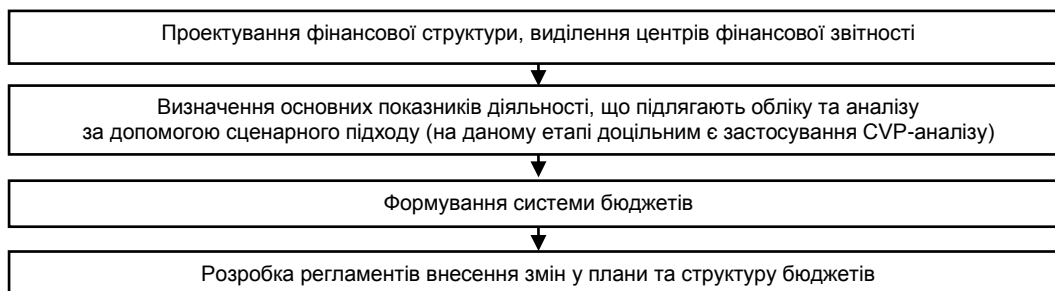 Проектування фінансової структури, виділення центрів фінансової звітності
Визначення основних показників діяльності, що підлягають обліку та аналізу
за допомогою сценарного підходу (на даному етапі доцільним є застосування CVP-аналізу)
Формування системи бюджетів
Розробка регламентів внесення змін у плани та структуру бюджетів